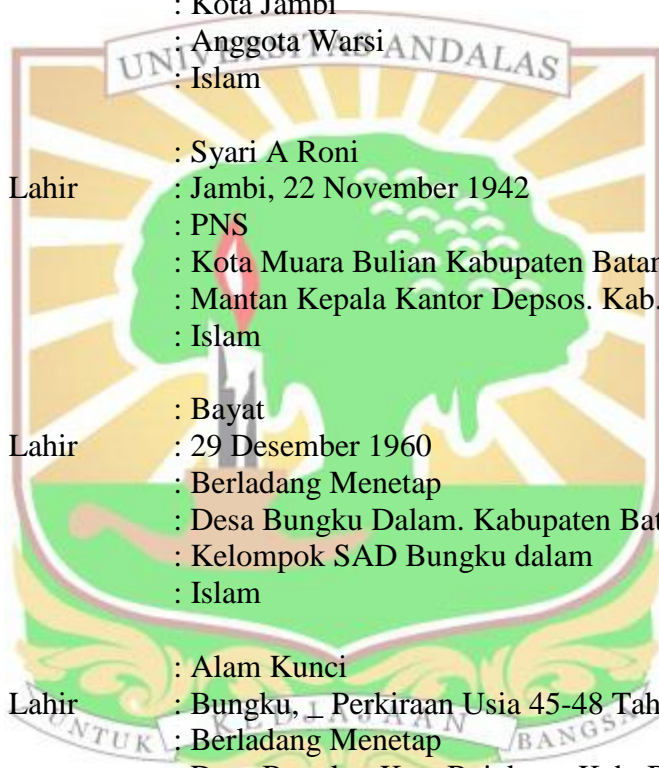 : Kota Jambi
: Anggota Warsi
UNIVERSITAS ANDALAS
: Islam
: Syari A Roni
Lahir : Jambi, 22 November 1942
: PNS
: Kota Muara Bulian Kabupaten Batan
: Mantan Kepala Kantor Depsos. Kab.
: Islam
: Bayat
Lahir : 29 Desember 1960
: Berladang Menetap
: Desa Bungku Dalam. Kabupaten Bat
: Kelompok SAD Bungku dalam
: Islam
: Alam Kunci
Lahir : Bungku, _ Perkiraan Usia 45-48 Tah
: Berladang Menetap
UNTUK KEDJAJAAN BANGSA